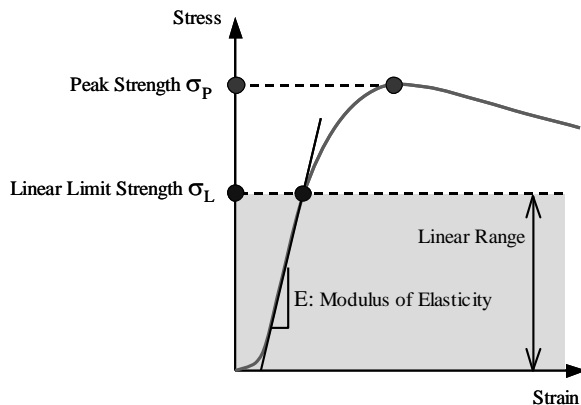 Stress
Peak Strength σP
Linear Limit Strength σL
Linear Range
E: Modulus of Elasticity
Strain